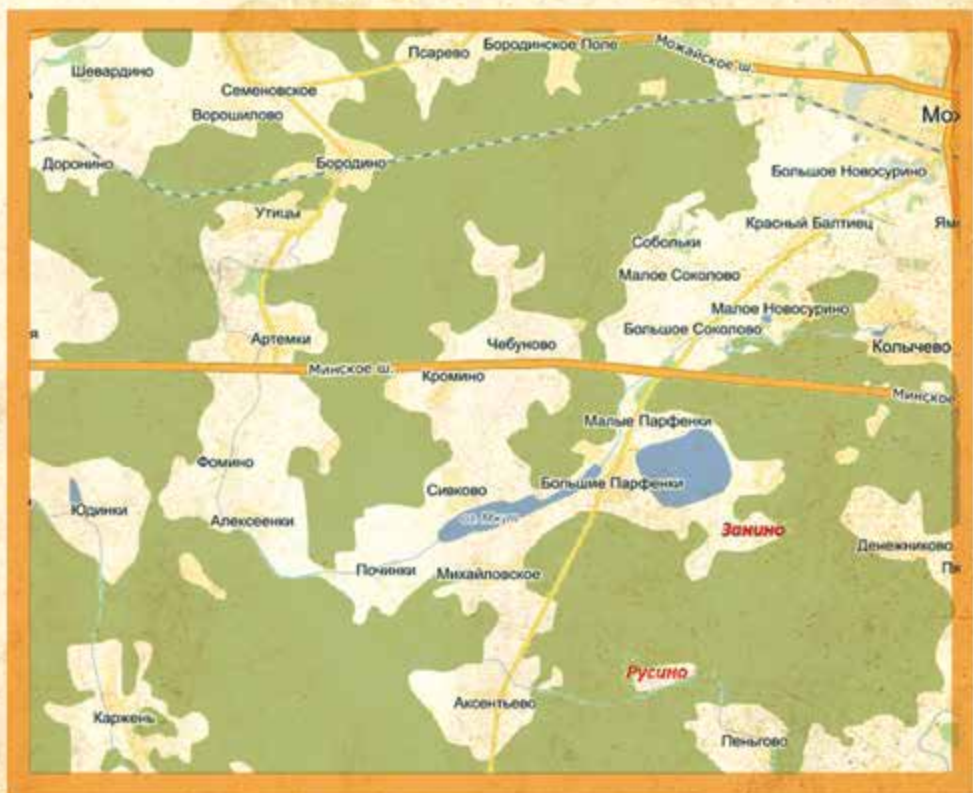 Бородинское Поле
Можайское ш.
Псарево
Шевардино
Семеновское
Ворошилово
Доронино
Бородино
Большое Новосурино
Утицы
Красный Балтиец
Собольки
Малое Соколово
Малое Новосурино
Большое Соколово
Артемки
Чебуново
Колычево
Минское ш.
Кромино
Минское
Малые Парфенки
Фомино
Большие Парфенки
Сивково
Юдинки
Алексеенки
Занино
Денежниково
Починки
Михайловское
Русино
Аксентьево
Каржень
Пеньгово